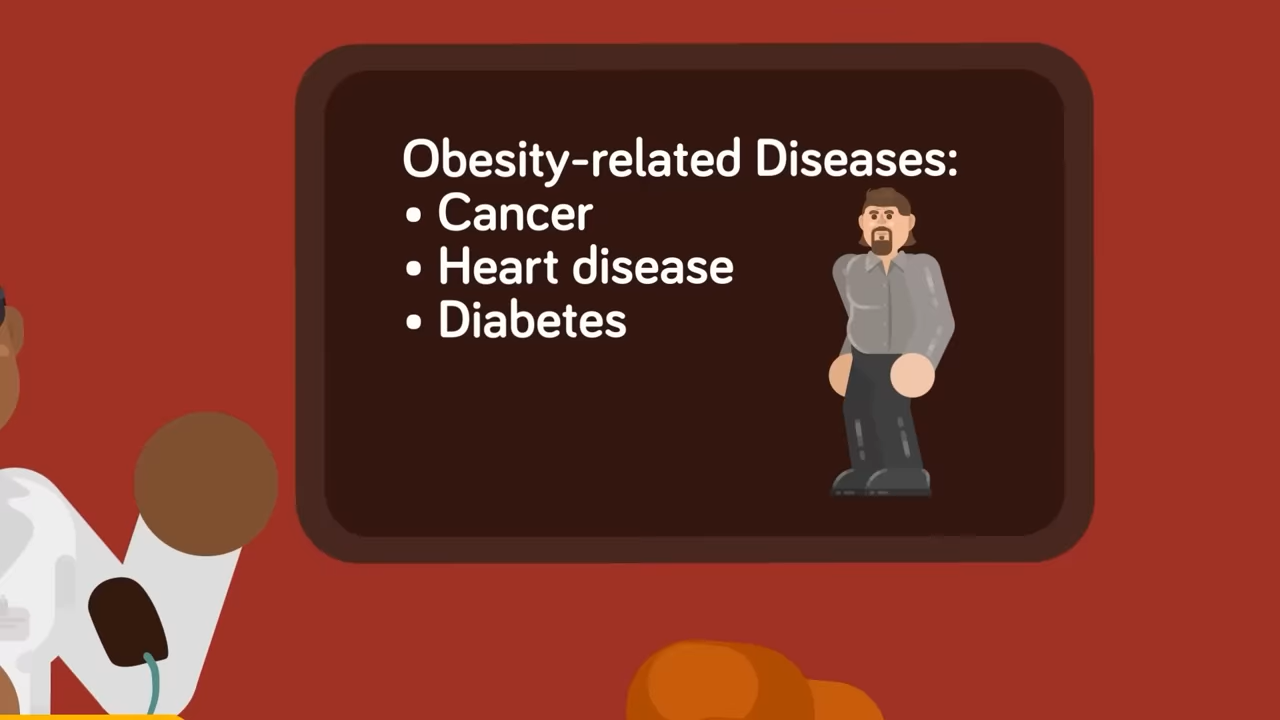 Obesity-related Diseases:
• Cancer
• Heart disease
• Diabetes